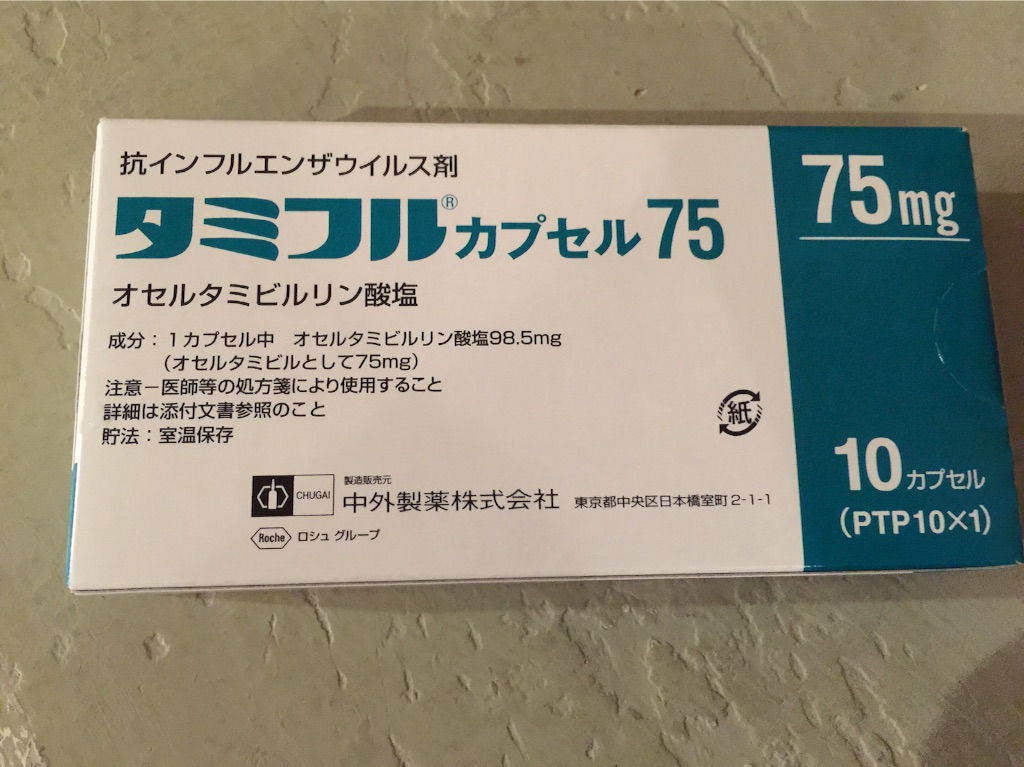 抗インフルエンザウイルス剤
タミフル®カプセル75
オセルタミビルリン酸塩
成分：1カプセル中 オセルタミビルリン酸塩98.5mg
（オセルタミビルとして75mg）
注意－医師等の処方箋により使用すること
詳細は添付文書参照のこと
貯法：室温保存
紙
CHUGAI
製造販売元
中外製薬株式会社 東京都中央区日本橋室町2-1-1
Roche ロシュ グループ
75mg
10カプセル
（PTP10×1）